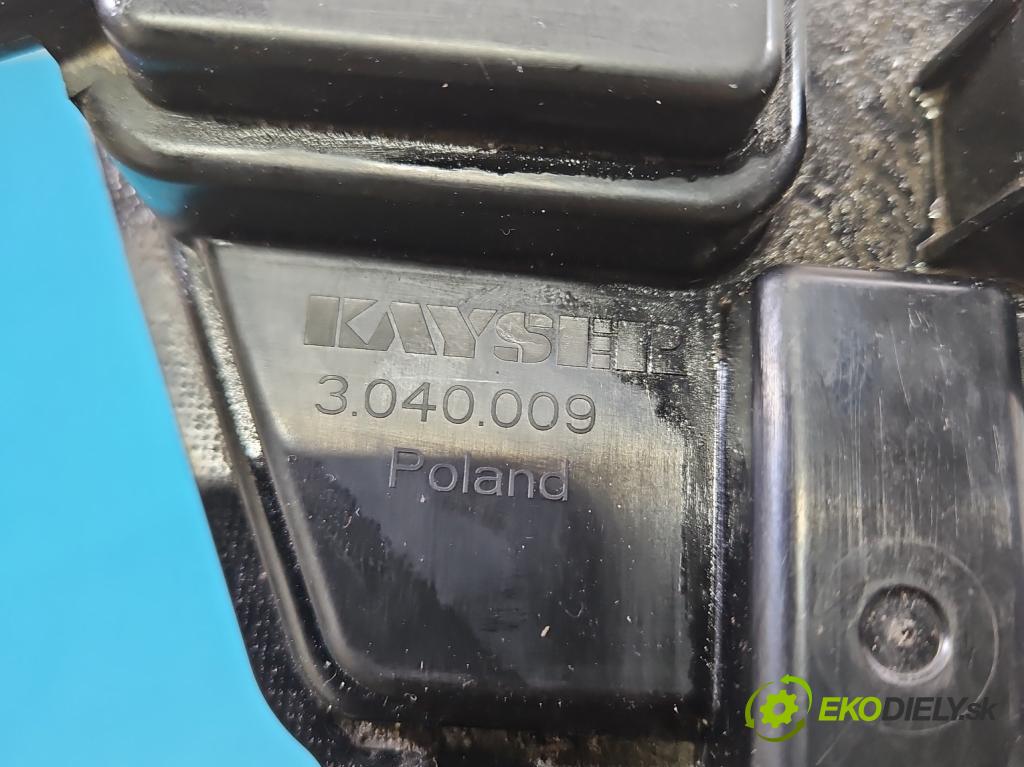 KAYSER
3.040.009
Poland
EKODIELY.sk